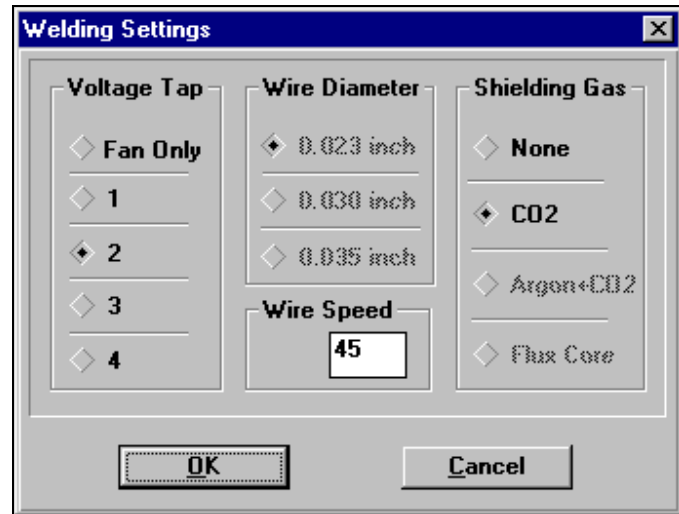 Welding Settings
Voltage Tap
Fan Only
1
2
3
4
Wire Diameter
0.023 inch
0.030 inch
0.035 inch
Wire Speed
45
Shielding Gas
None
CO2
Argon+CO2
Flux Core
OK
Cancel